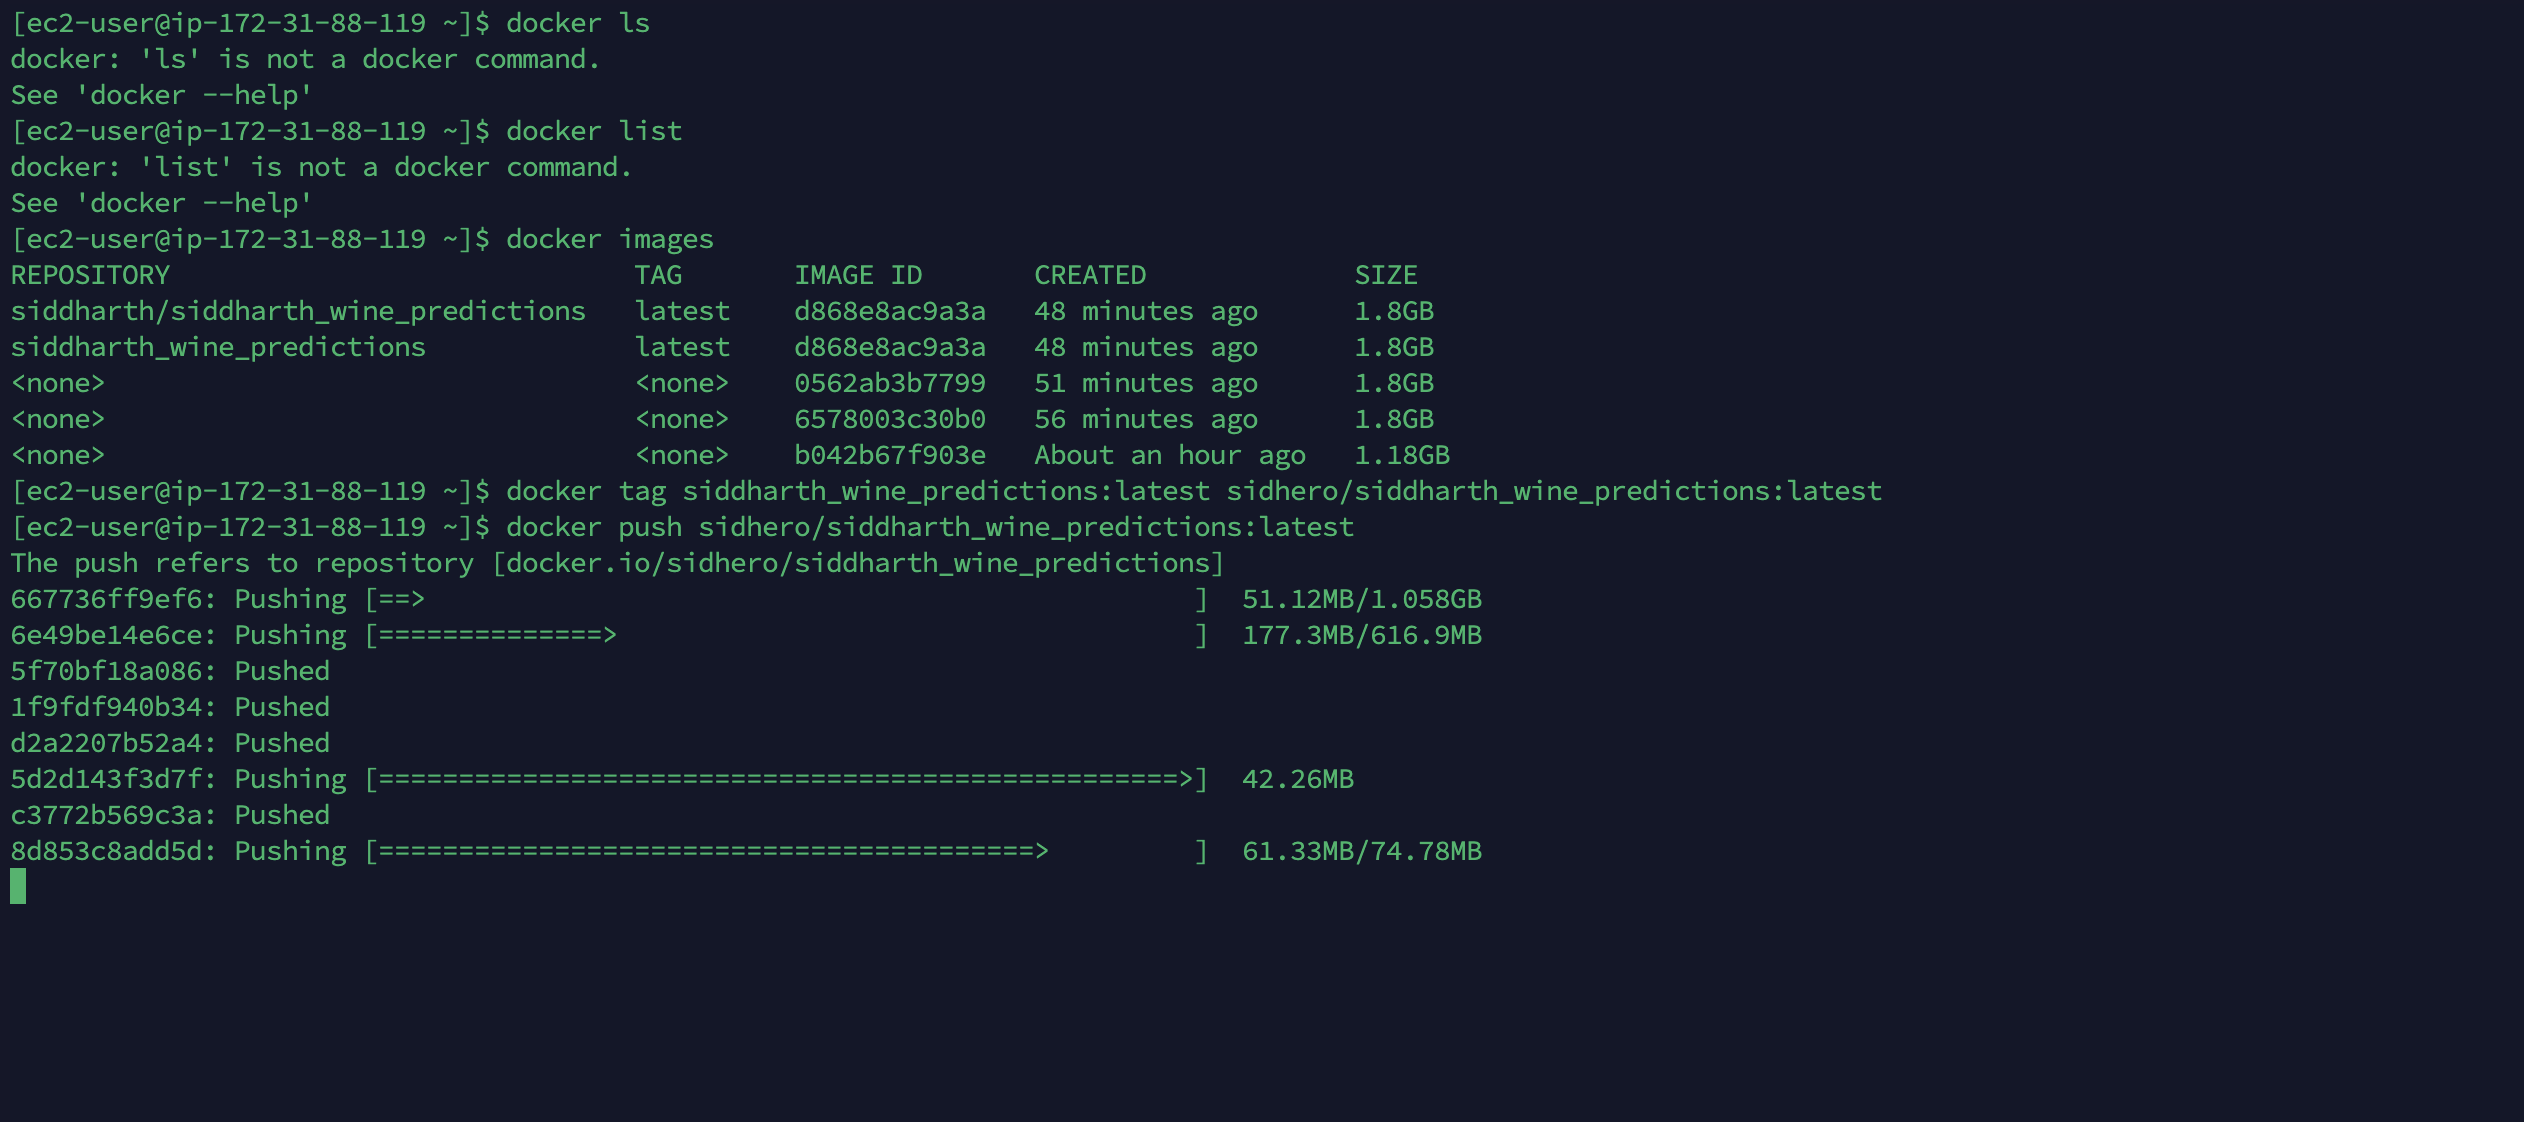 [ec2-user@ip-172-31-88-119 ~]$ docker ls
docker: 'ls' is not a docker command.
See 'docker --help'
[ec2-user@ip-172-31-88-119 ~]$ docker list
docker: 'list' is not a docker command.
See 'docker --help'
[ec2-user@ip-172-31-88-119 ~]$ docker images
REPOSITORY                             TAG       IMAGE ID       CREATED             SIZE
siddharth/siddharth_wine_predictions   latest    d868e8ac9a3a   48 minutes ago      1.8GB
siddharth_wine_predictions             latest    d868e8ac9a3a   48 minutes ago      1.8GB
<none>                                 <none>    0562ab3b7799   51 minutes ago      1.8GB
<none>                                 <none>    6578003c30b0   56 minutes ago      1.8GB
<none>                                 <none>    b042b67f903e   About an hour ago   1.18GB
[ec2-user@ip-172-31-88-119 ~]$ docker tag siddharth_wine_predictions:latest sidhero/siddharth_wine_predictions:latest
[ec2-user@ip-172-31-88-119 ~]$ docker push sidhero/siddharth_wine_predictions:latest
The push refers to repository [docker.io/sidhero/siddharth_wine_predictions]
667736ff9ef6: Pushing [==>                                                ]  51.12MB/1.058GB
6e49be14e6ce: Pushing [==============>                                    ]  177.3MB/616.9MB
5f70bf18a086: Pushed
1f9fdf940b34: Pushed
d2a2207b52a4: Pushed
5d2d143f3d7f: Pushing [==================================================>]  42.26MB
c3772b569c3a: Pushed
8d853c8add5d: Pushing [=========================================>         ]  61.33MB/74.78MB